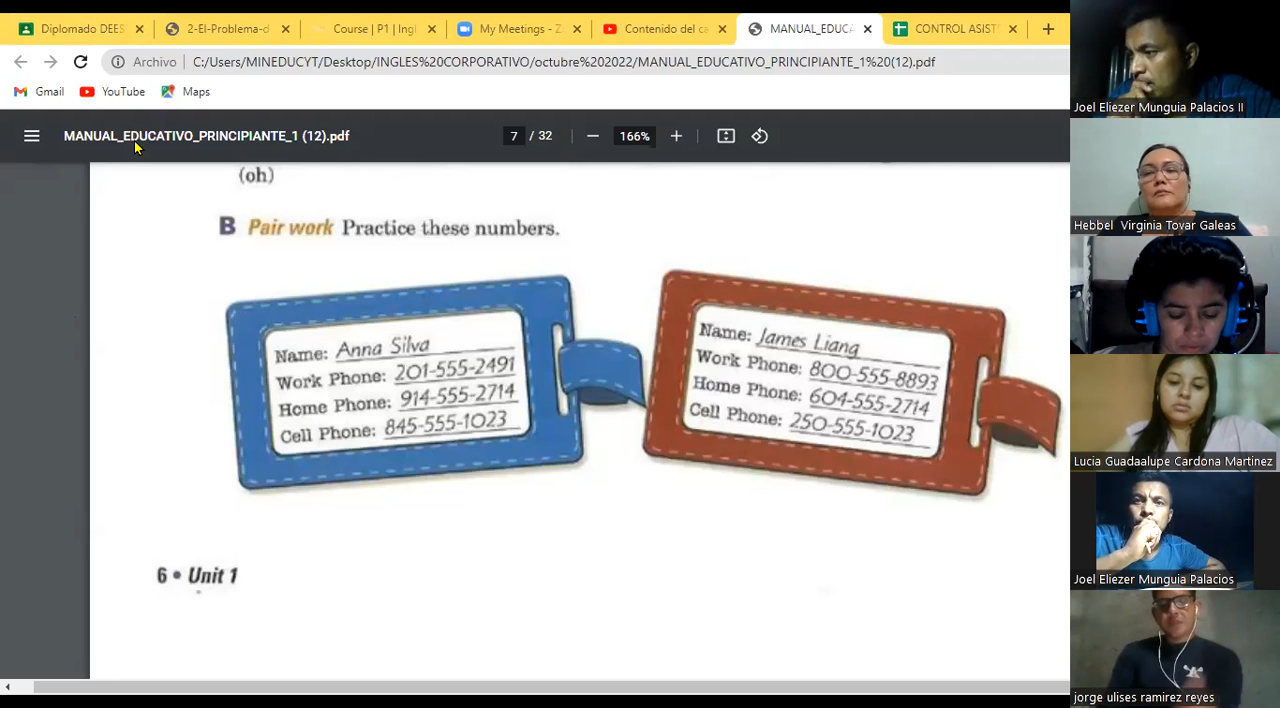 Diplomado DEES
2-El-Problema-d
Course | P1 | Ingl
My Meetings - Z
Contenido del ca
MANUAL_EDUCA
CONTROL ASIST
Archivo
C:/Users/MINEDUCYT/Desktop/INGLES%20CORPORATIVO/octubre%202022/MANUAL_EDUCATIVO_PRINCIPIANTE_1%20(12).pdf
Gmail
YouTube
Maps
MANUAL_EDUCATIVO_PRINCIPIANTE_1 (12).pdf
7 / 32
166%
(oh)
B Pair work Practice these numbers.
Name: Anna Silva
Work Phone: 201-555-2491
Home Phone: 914-555-2714
Cell Phone: 845-555-1023
Name: James Liang
Work Phone: 800-555-8893
Home Phone: 604-555-2714
Cell Phone: 250-555-1023
6 • Unit 1
Joel Eliezer Munguia Palacios II
Hebbel Virginia Tovar Galeas
Lucia Guadaalupe Cardona Martinez
Joel Eliezer Munguia Palacios
jorge ulises ramirez reyes